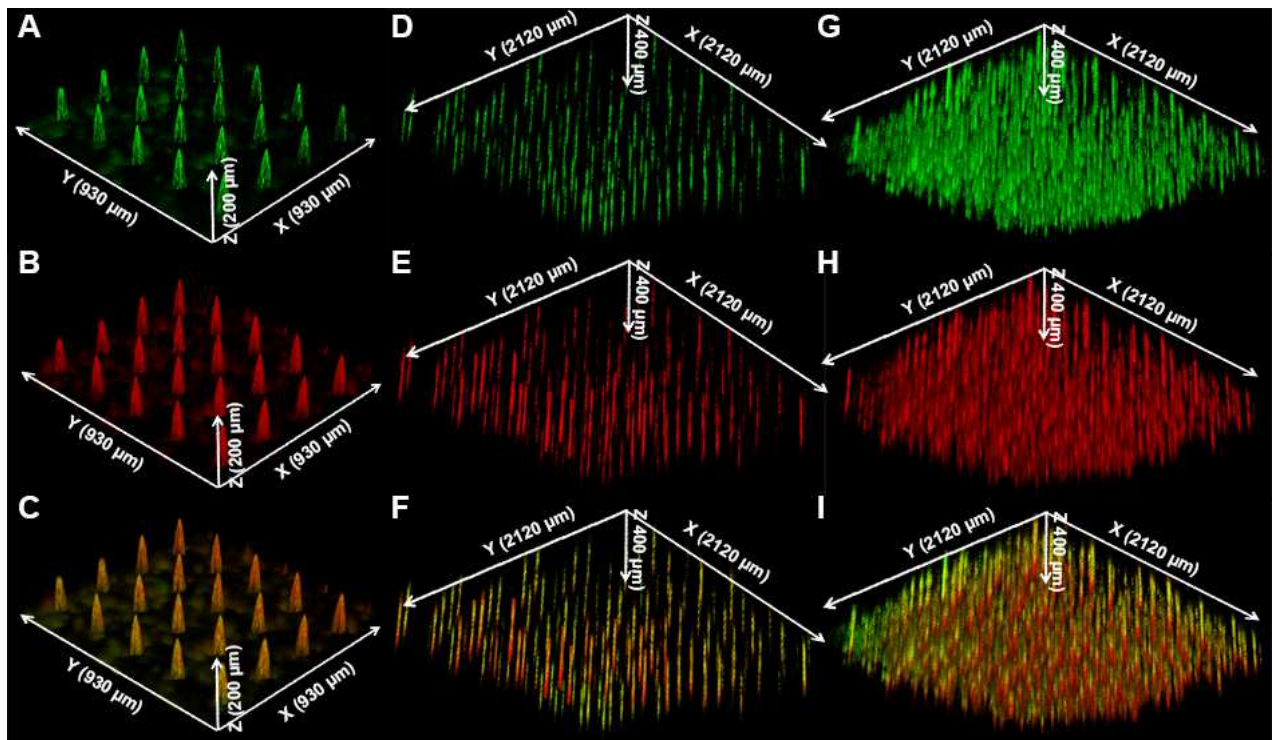 A
Z (200 µm)
Y (930 µm)
X (930 µm)
B
Z (200 µm)
Y (930 µm)
X (930 µm)
C
Z (200 µm)
Y (930 µm)
X (930 µm)
D
Y (2120 µm)
Z 400 µm)
X (2120 µm)
E
Y (2120 µm)
Z 400 µm)
X (2120 µm)
F
Y (2120 µm)
Z 400 µm)
X (2120 µm)
G
Y (2120 µm)
Z 400 µm)
X (2120 µm)
H
Y (2120 µm)
Z 400 µm)
X (2120 µm)
I
Y (2120 µm)
Z 400 µm)
X (2120 µm)